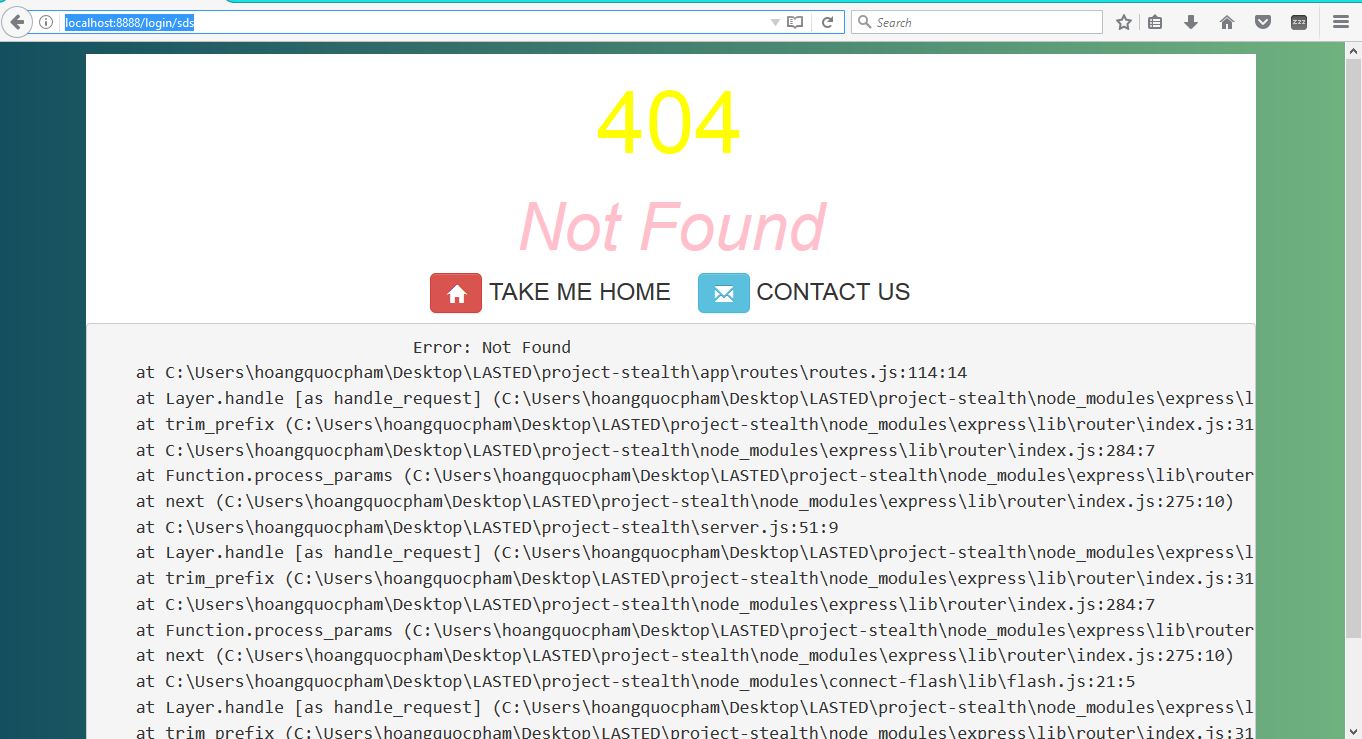 localhost:8888/login/sds
Search
404
Not Found
TAKE ME HOME CONTACT US
Error: Not Found
at C:\Users\hoangquocpham\Desktop\LASTED\project-stealth\app\routes\routes.js:114:14
at Layer.handle [as handle_request] (C:\Users\hoangquocpham\Desktop\LASTED\project-stealth\node_modules\express\l
at trim_prefix (C:\Users\hoangquocpham\Desktop\LASTED\project-stealth\node_modules\express\lib\router\index.js:31
at C:\Users\hoangquocpham\Desktop\LASTED\project-stealth\node_modules\express\lib\router\index.js:284:7
at Function.process_params (C:\Users\hoangquocpham\Desktop\LASTED\project-stealth\node_modules\express\lib\router
at next (C:\Users\hoangquocpham\Desktop\LASTED\project-stealth\node_modules\express\lib\router\index.js:275:10)
at C:\Users\hoangquocpham\Desktop\LASTED\project-stealth\server.js:51:9
at Layer.handle [as handle_request] (C:\Users\hoangquocpham\Desktop\LASTED\project-stealth\node_modules\express\l
at trim_prefix (C:\Users\hoangquocpham\Desktop\LASTED\project-stealth\node_modules\express\lib\router\index.js:31
at C:\Users\hoangquocpham\Desktop\LASTED\project-stealth\node_modules\express\lib\router\index.js:284:7
at Function.process_params (C:\Users\hoangquocpham\Desktop\LASTED\project-stealth\node_modules\express\lib\router
at next (C:\Users\hoangquocpham\Desktop\LASTED\project-stealth\node_modules\express\lib\router\index.js:275:10)
at C:\Users\hoangquocpham\Desktop\LASTED\project-stealth\node_modules\connect-flash\lib\flash.js:21:5
at Layer.handle [as handle_request] (C:\Users\hoangquocpham\Desktop\LASTED\project-stealth\node_modules\express\l
at trim_prefix (C:\Users\hoangquocpham\Desktop\LASTED\project-stealth\node_modules\express\lib\router\index.js:31